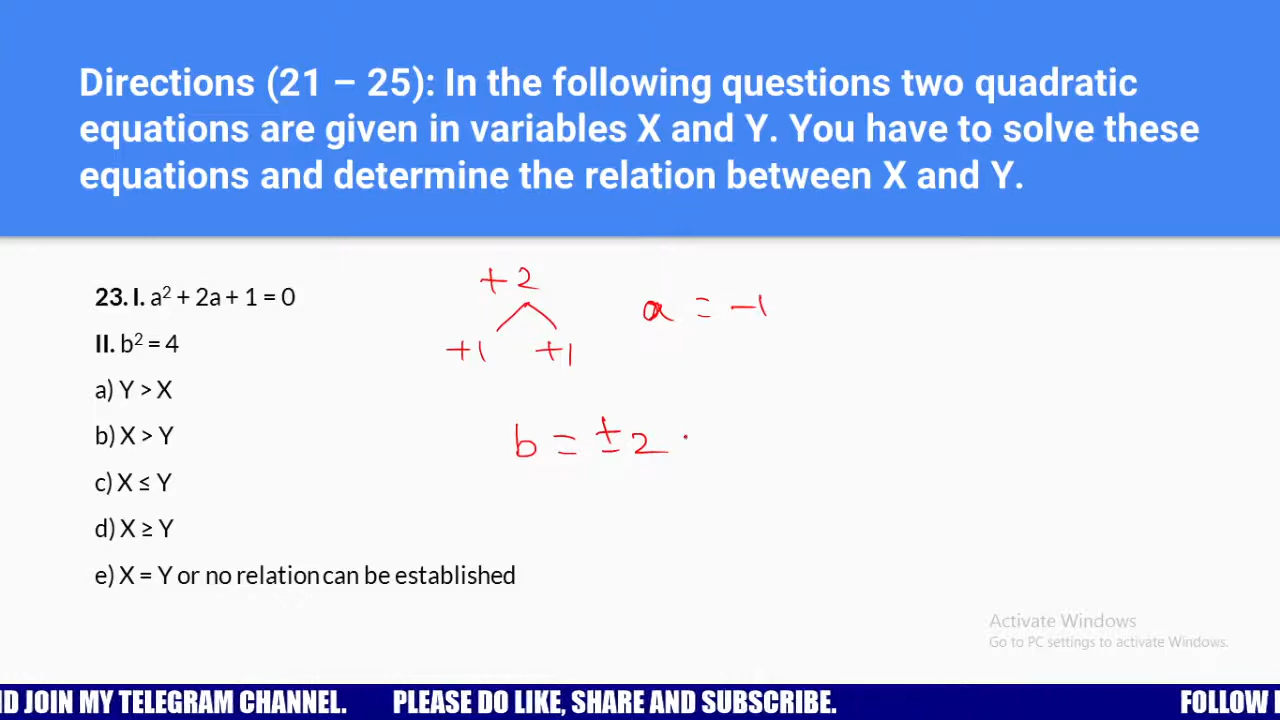 Directions (21 – 25): In the following questions two quadratic
equations are given in variables X and Y. You have to solve these
equations and determine the relation between X and Y.
23. I. a² + 2a + 1 = 0
II. b² = 4
a) Y > X
b) X > Y
c) X ≤ Y
d) X ≥ Y
e) X = Y or no relation can be established
+2
+1 +1
a = -1
b = ±2
Activate Windows
Go to PC settings to activate Windows.
ND JOIN MY TELEGRAM CHANNEL. PLEASE DO LIKE, SHARE AND SUBSCRIBE. FOLLOW